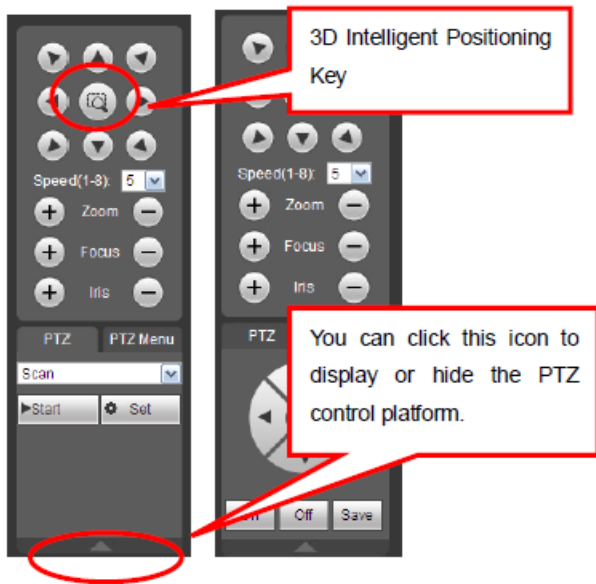 3D Intelligent Positioning
Key
Speed(1-8): 5
Zoom
Focus
Iris
PTZ PTZ Menu
Scan
Start Set
Speed(1-8): 5
Zoom
Focus
Iris
PTZ
You can click this icon to
display or hide the PTZ
control platform.
Off Save